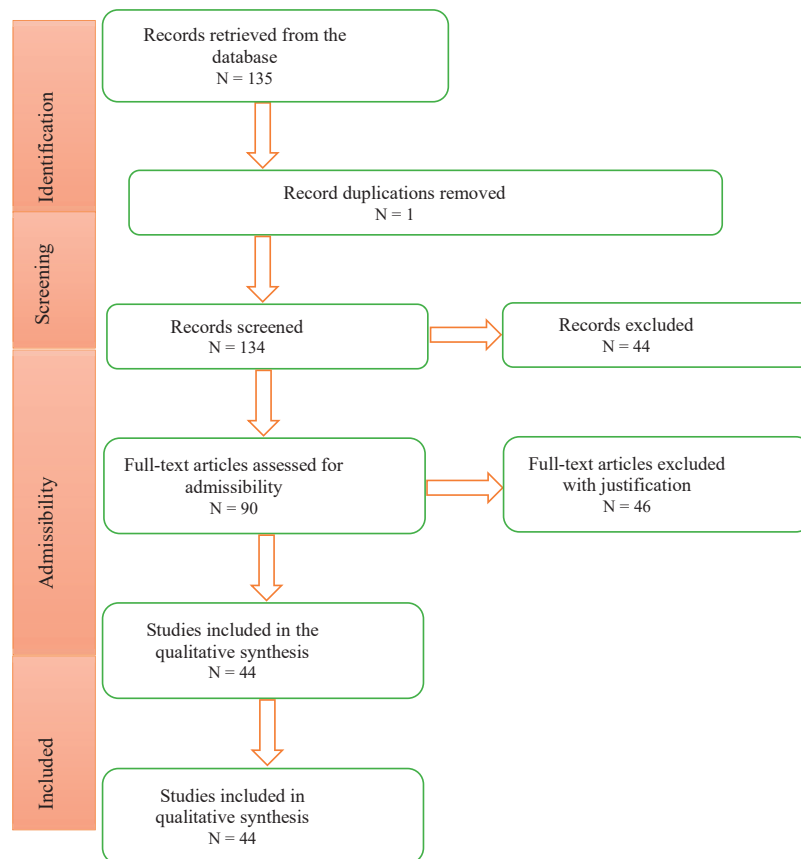 Identification
Records retrieved from the
database
N = 135
Record duplications removed
N = 1
Screening
Records screened
N = 134
Records excluded
N = 44
Admissibility
Full-text articles assessed for
admissibility
N = 90
Full-text articles excluded
with justification
N = 46
Studies included in the
qualitative synthesis
N = 44
Included
Studies included in
qualitative synthesis
N = 44